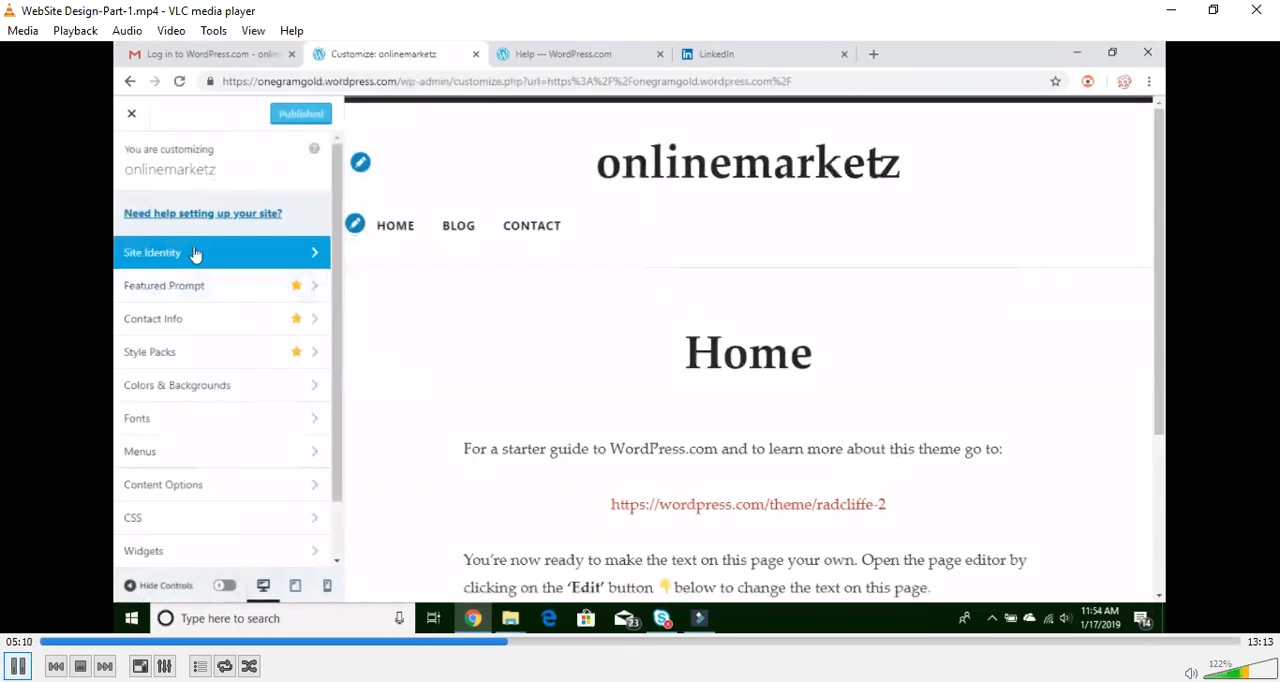 WebSite Design-Part-1.mp4 - VLC media player
Media Playback Audio Video Tools View Help
Log in to WordPress.com - onlin
Customize: onlinemarketz
Help — WordPress.com
LinkedIn
https://onegramgold.wordpress.com/wp-admin/customize.php?url=https%3A%2F%2Fonegramgold.wordpress.com%2F
Published
You are customizing
onlinemarketz
Need help setting up your site?
Site Identity
Featured Prompt
Contact Info
Style Packs
Colors & Backgrounds
Fonts
Menus
Content Options
CSS
Widgets
Hide Controls
onlinemarketz
HOME BLOG CONTACT
Home
For a starter guide to WordPress.com and to learn more about this theme go to:
https://wordpress.com/theme/radcliffe-2
You're now ready to make the text on this page your own. Open the page editor by
clicking on the 'Edit' button 👇 below to change the text on this page.
Type here to search
23
11:54 AM
1/17/2019
14
05:10
13:13
122%